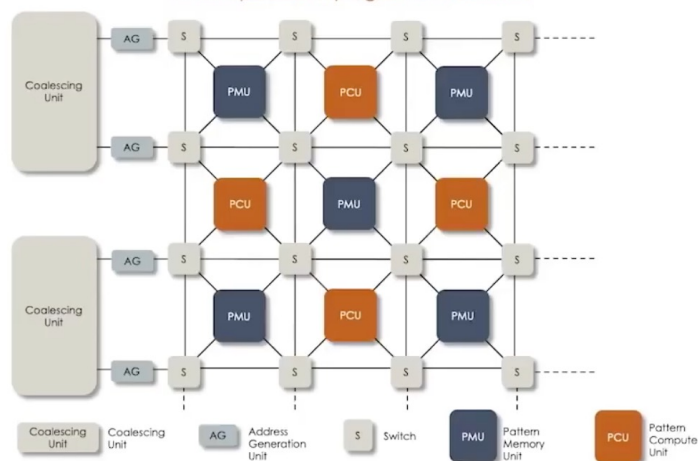 AG S S S S
Coalescing
Unit
PMU PCU PMU
AG S S S S
PCU PMU PCU
AG S S S S
Coalescing
Unit
PMU PCU PMU
AG S S S S
Coalescing
Unit
Coalescing
Unit
AG
Address
Generation
Unit
S
Switch
PMU
Pattern
Memory
Unit
PCU
Pattern
Compute
Unit